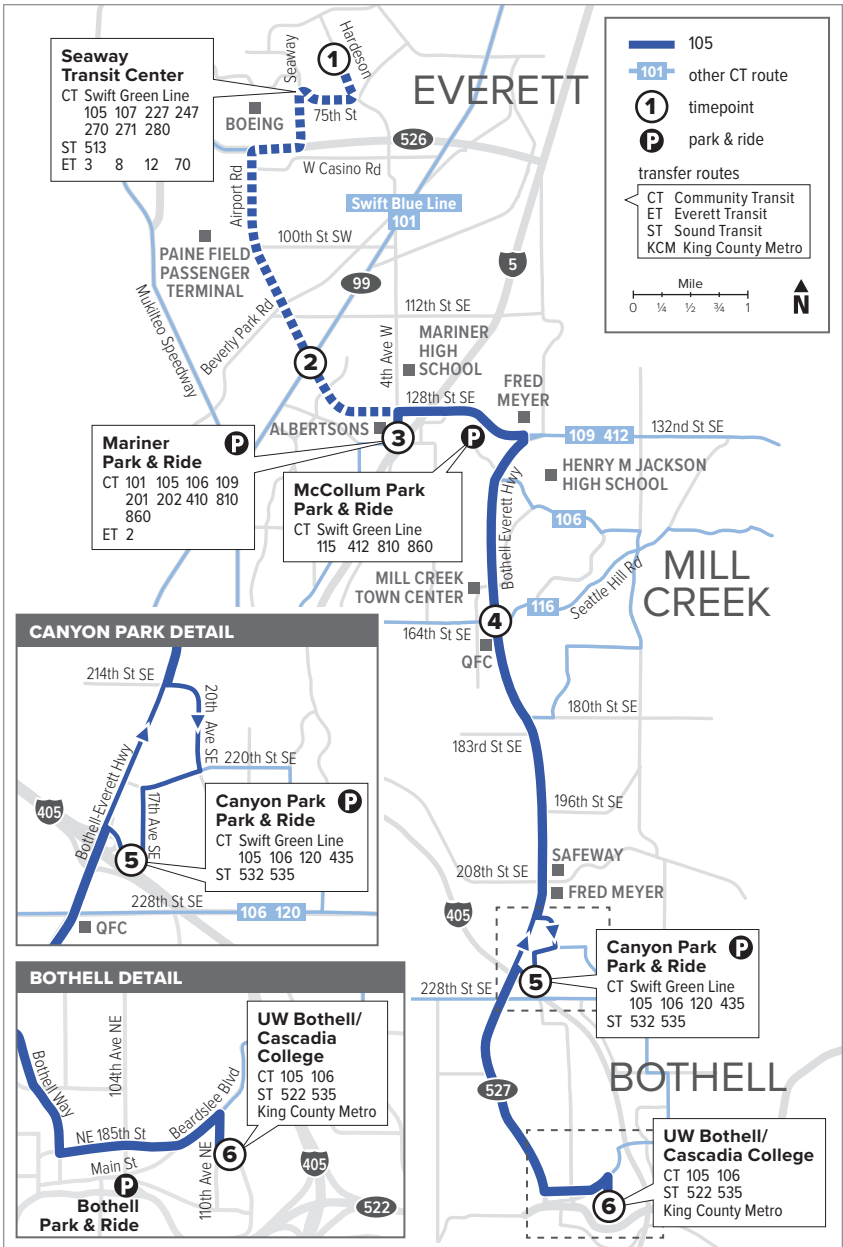 Seaway
Transit Center
CT Swift Green Line
105 107 227 247
270 271 280
ST 513
ET 3 8 12 70
Seaway
1
Hardeson
EVERETT
75th St
BOEING
526
W Casino Rd
Airport Rd
Swift Blue Line
101
100th St SW
PAINE FIELD
PASSENGER
TERMINAL
99
5
Mukilteo Speedway
Beverly Park Rd
112th St SE
2
4th Ave W
MARINER
HIGH
SCHOOL
128th St SE
FRED
MEYER
ALBERTSONS
3
P
109 412
132nd St SE
105
101
other CT route
1
timepoint
P
park & ride
transfer routes
CT Community Transit
ET Everett Transit
ST Sound Transit
KCM King County Metro
Mile
0 ¼ ½ ¾ 1
N
Mariner
Park & Ride
P
CT 101 105 106 109
201 202 410 810
860
ET 2
McCollum Park
Park & Ride
CT Swift Green Line
115 412 810 860
HENRY M JACKSON
HIGH SCHOOL
Bothell Everett Hwy
106
MILL
CREEK
MILL CREEK
TOWN CENTER
116
Seattle Hill Rd
4
164th St SE
QFC
180th St SE
183rd St SE
196th St SE
SAFEWAY
208th St SE
FRED MEYER
405
5
228th St SE
Canyon Park
Park & Ride
P
CT Swift Green Line
105 106 120 435
ST 532 535
BOTHELL
527
UW Bothell/
Cascadia College
CT 105 106
ST 522 535
King County Metro
6
CANYON PARK DETAIL
214th St SE
20th Ave SE
220th St SE
Bothell-Everett Hwy
405
17th Ave SE
5
Canyon Park
Park & Ride
P
CT Swift Green Line
105 106 120 435
ST 532 535
228th St SE
106 120
QFC
BOTHELL DETAIL
104th Ave NE
Bothell Way
NE 185th St
Beardslee Blvd
Main St
P
Bothell
Park & Ride
110th Ave NE
6
UW Bothell/
Cascadia
College
CT 105 106
ST 522 535
King County Metro
405
522